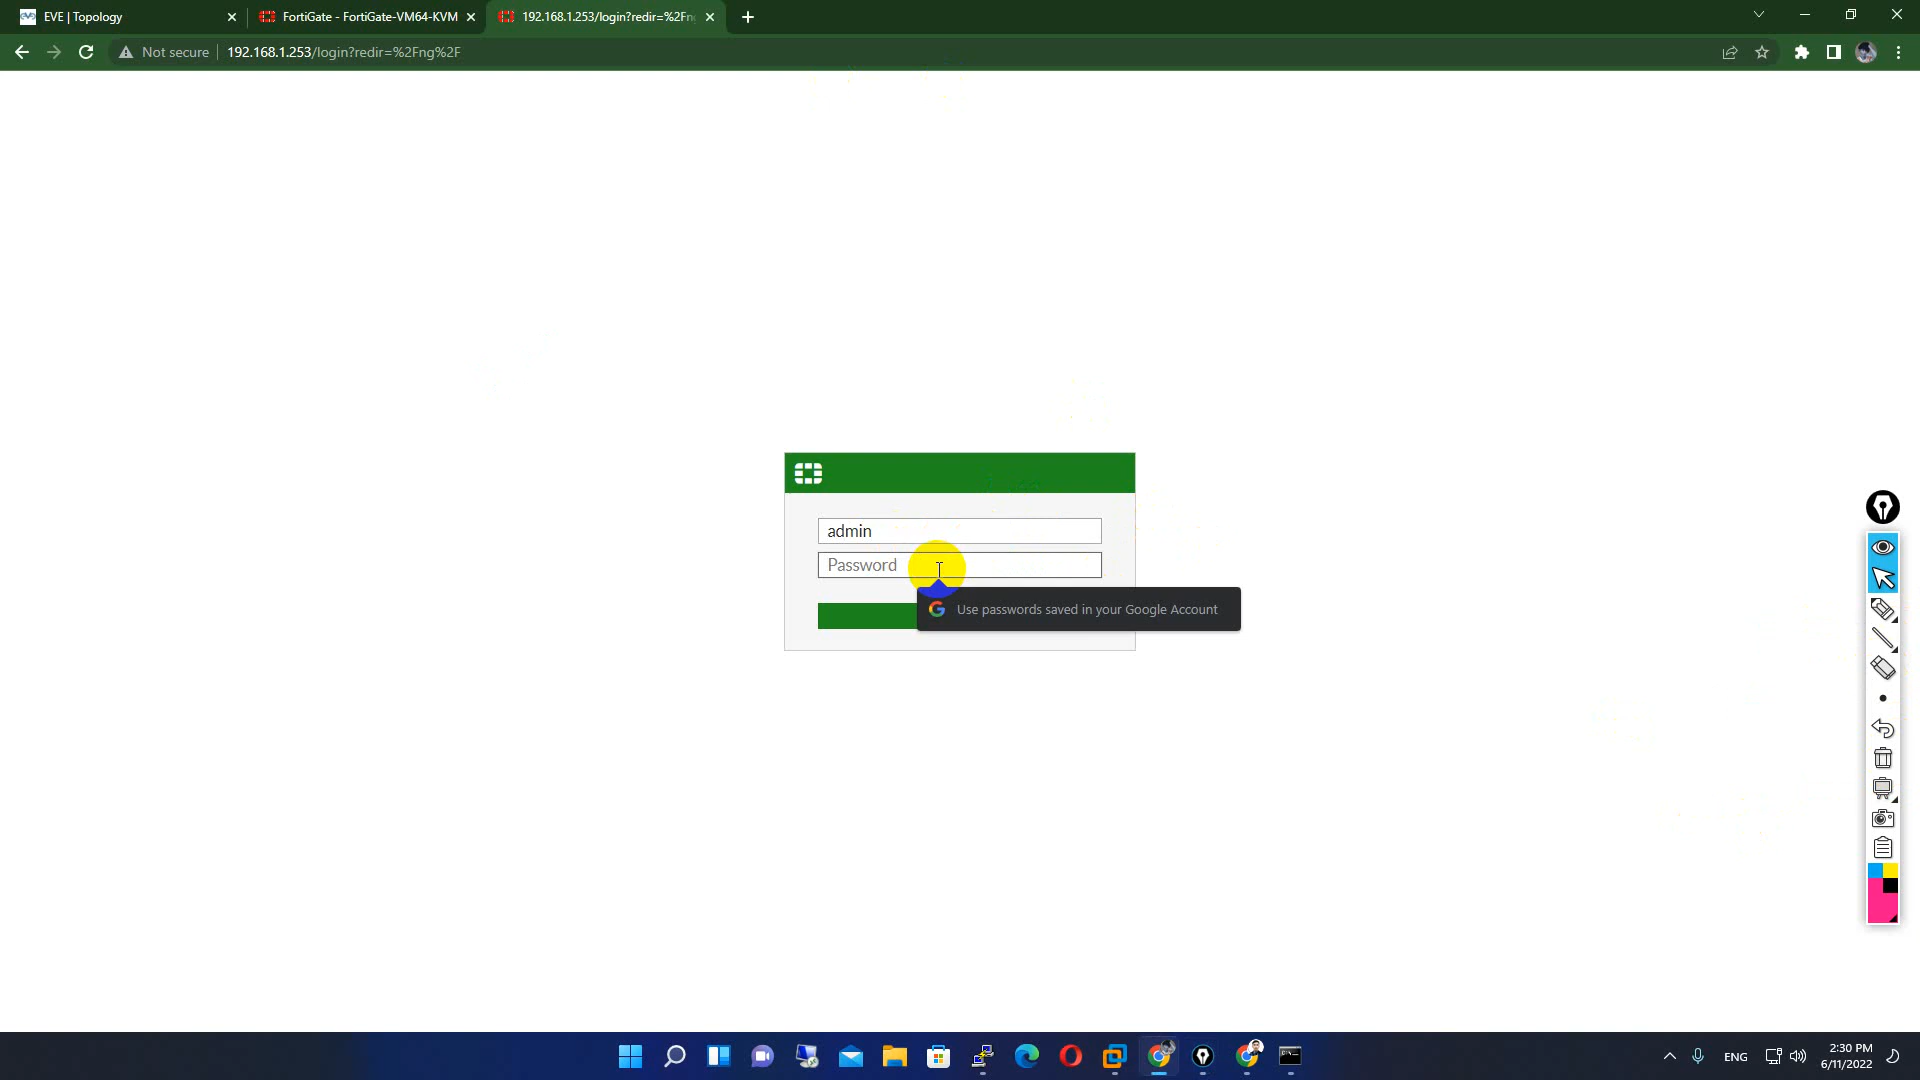 EVE | Topology
FortiGate - FortiGate-VM64-KVM
192.168.1.253/login?redir=%2Fn
Not secure
192.168.1.253/login?redir=%2Fng%2F
admin
Password
Use passwords saved in your Google Account
ENG
2:30 PM
6/11/2022